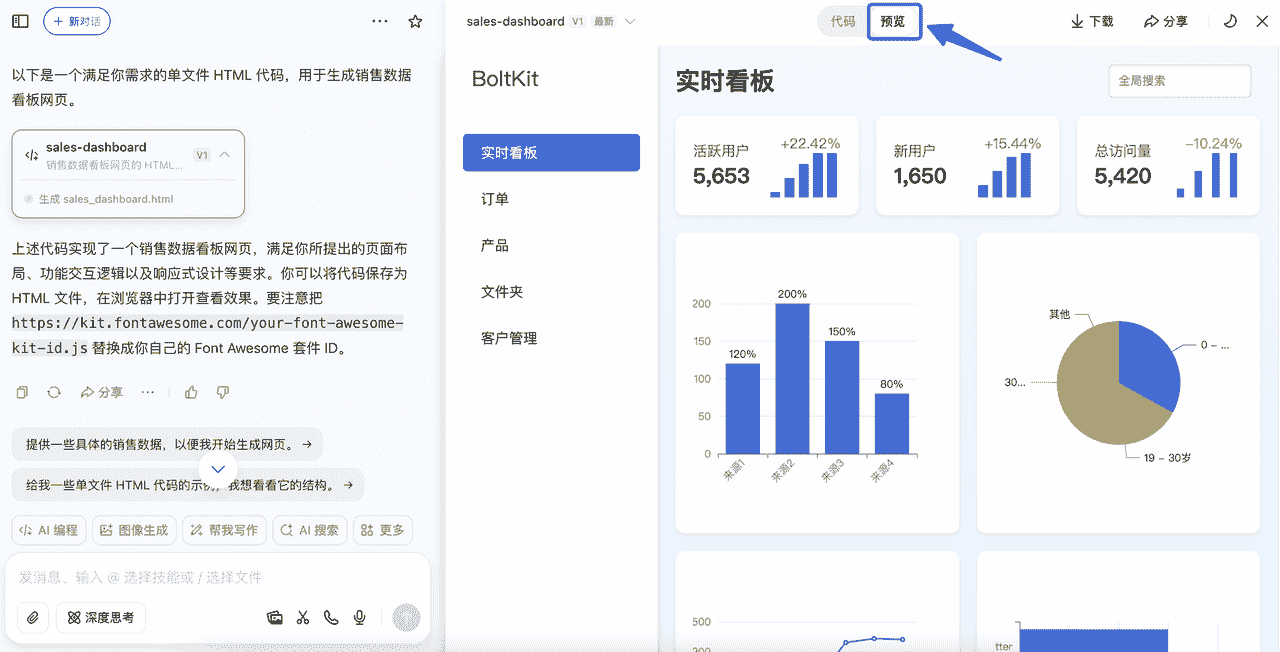 新对话
以下是一个满足你需求的单文件 HTML 代码，用于生成销售数据
看板网页。
sales-dashboard
V1
销售数据看板网页的 HTML...
生成 sales_dashboard.html
上述代码实现了一个销售数据看板网页，满足你所提出的页面布
局、功能交互逻辑以及响应式设计等要求。你可以将代码保存为
HTML 文件，在浏览器中打开查看效果。要注意把
https://kit.fontawesome.com/your-font-awesome-
kit-id.js 替换成你自己的 Font Awesome 套件 ID。
分享
提供一些具体的销售数据，以便我开始生成网页。→
给我一些单文件 HTML 代码的示例，我想看看它的结构。→
AI 编程
图像生成
帮我写作
AI 搜索
更多
发消息、输入 @ 选择技能或 / 选择文件
深度思考
sales-dashboard V1 最新
代码
预览
下载
分享
BoltKit
实时看板
订单
产品
文件夹
客户管理
实时看板
全局搜索
活跃用户
+22.42%
5,653
新用户
+15.44%
1,650
总访问量
−10.24%
5,420
200
150
100
50
0
120%
200%
150%
80%
来源1
来源2
来源3
来源4
其他
0 – ...
30...
19 – 30岁
500
300
tter